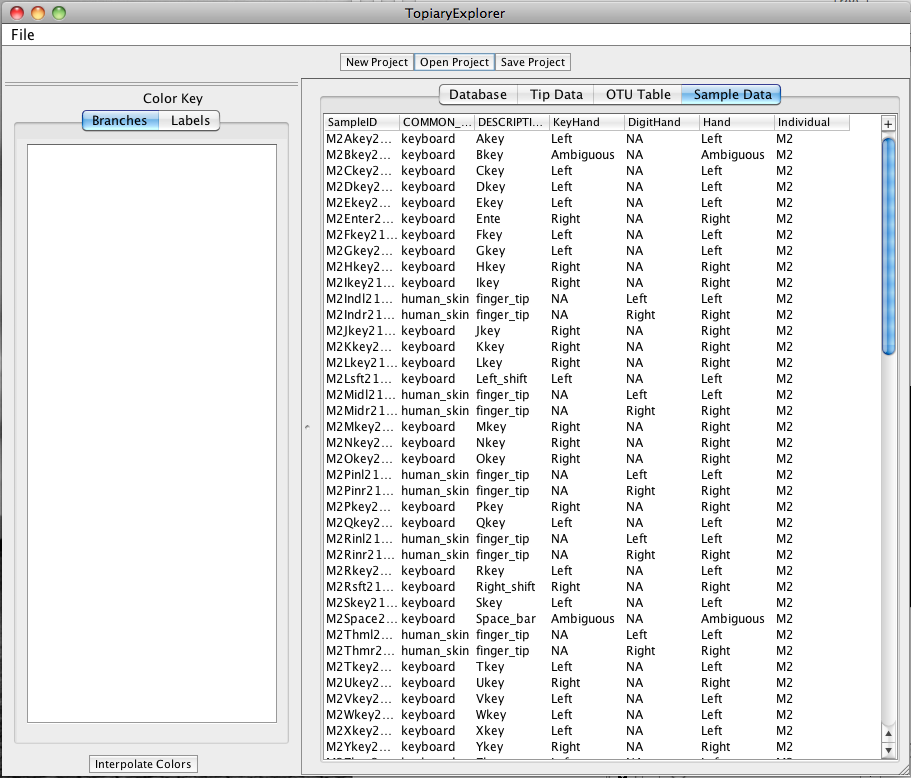 TopiaryExplorer
File
New Project Open Project Save Project
Color Key
Branches Labels
Database Tip Data OTU Table Sample Data
SampleID COMMON_... DESCRIPTI... KeyHand DigitHand Hand Individual +
M2Akey2... keyboard Akey Left NA Left M2
M2Bkey2... keyboard Bkey Ambiguous NA Ambiguous M2
M2Ckey2... keyboard Ckey Left NA Left M2
M2Dkey2... keyboard Dkey Left NA Left M2
M2Ekey2... keyboard Ekey Left NA Left M2
M2Enter2... keyboard Ente Right NA Right M2
M2Fkey21... keyboard Fkey Left NA Left M2
M2Gkey2... keyboard Gkey Left NA Left M2
M2Hkey2... keyboard Hkey Right NA Right M2
M2Ikey21... keyboard Ikey Right NA Right M2
M2Indl21... human_skin finger_tip NA Left Left M2
M2Indr21... human_skin finger_tip NA Right Right M2
M2Jkey21... keyboard Jkey Right NA Right M2
M2Kkey2... keyboard Kkey Right NA Right M2
M2Lkey21... keyboard Lkey Right NA Right M2
M2Lsft21... keyboard Left_shift Left NA Left M2
M2Midl21... human_skin finger_tip NA Left Left M2
M2Midr21... human_skin finger_tip NA Right Right M2
M2Mkey2... keyboard Mkey Right NA Right M2
M2Nkey2... keyboard Nkey Right NA Right M2
M2Okey2... keyboard Okey Right NA Right M2
M2Pinl21... human_skin finger_tip NA Left Left M2
M2Pinr21... human_skin finger_tip NA Right Right M2
M2Pkey2... keyboard Pkey Right NA Right M2
M2Qkey2... keyboard Qkey Left NA Left M2
M2Rinl21... human_skin finger_tip NA Left Left M2
M2Rinr21... human_skin finger_tip NA Right Right M2
M2Rkey2... keyboard Rkey Left NA Left M2
M2Rsft21... keyboard Right_shift Right NA Right M2
M2Skey21... keyboard Skey Left NA Left M2
M2Space2... keyboard Space_bar Ambiguous NA Ambiguous M2
M2Thml2... human_skin finger_tip NA Left Left M2
M2Thmr2... human_skin finger_tip NA Right Right M2
M2Tkey2... keyboard Tkey Left NA Left M2
M2Ukey2... keyboard Ukey Right NA Right M2
M2Vkey2... keyboard Vkey Left NA Left M2
M2Wkey2... keyboard Wkey Left NA Left M2
M2Xkey2... keyboard Xkey Left NA Left M2
M2Ykey2... keyboard Ykey Right NA Right M2
Interpolate Colors